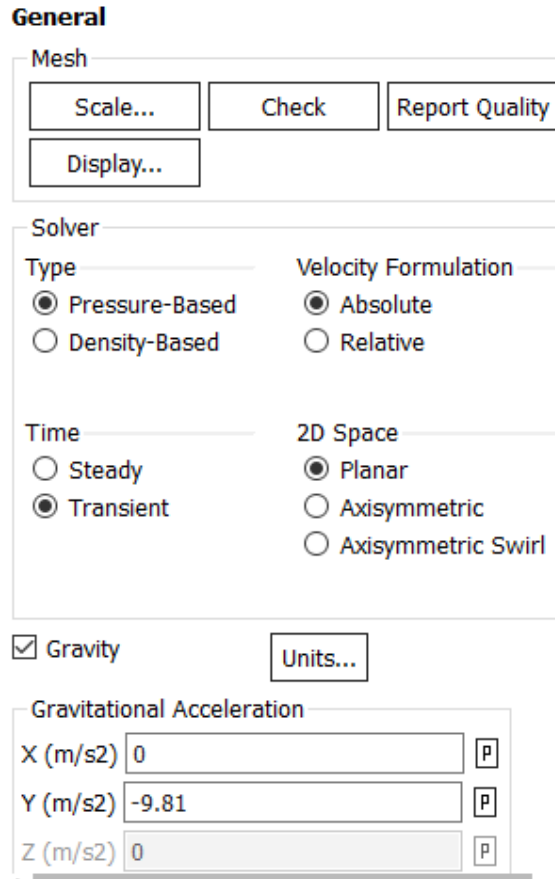 General
Mesh
Scale... Check Report Quality
Display...
Solver
Type Velocity Formulation
Pressure-Based Absolute
Density-Based Relative
Time 2D Space
Steady Planar
Transient Axisymmetric
Axisymmetric Swirl
Gravity Units...
Gravitational Acceleration
X (m/s2) 0 P
Y (m/s2) -9.81 P
Z (m/s2) 0 P